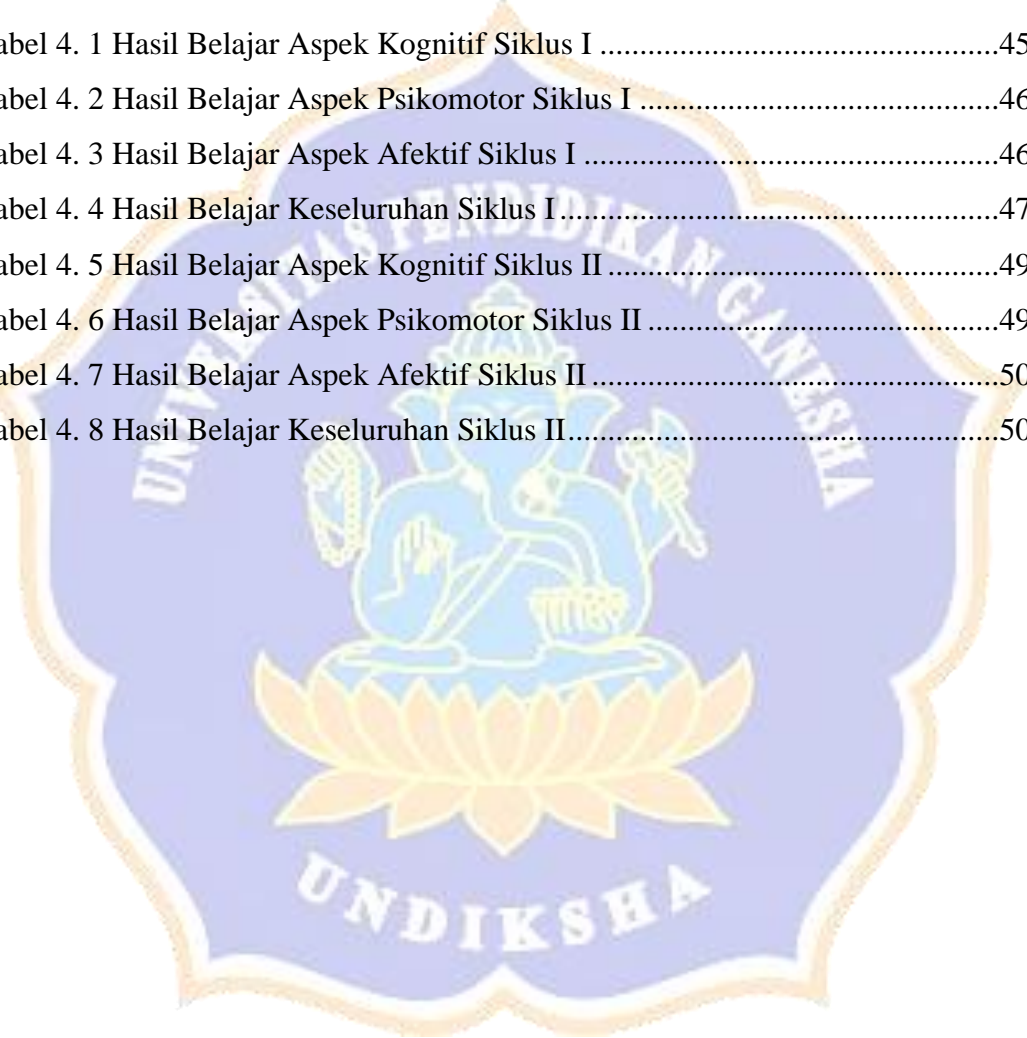 abel 4. 1 Hasil Belajar Aspek Kognitif Siklus I ..................................................45
abel 4. 2 Hasil Belajar Aspek Psikomotor Siklus I .............................................46
abel 4. 3 Hasil Belajar Aspek Afektif Siklus I ....................................................46
abel 4. 4 Hasil Belajar Keseluruhan Siklus I.......................................................47
abel 4. 5 Hasil Belajar Aspek Kognitif Siklus II .................................................49
abel 4. 6 Hasil Belajar Aspek Psikomotor Siklus II ............................................49
abel 4. 7 Hasil Belajar Aspek Afektif Siklus II ...................................................50
abel 4. 8 Hasil Belajar Keseluruhan Siklus II......................................................50
UNIVERSITAS PENDIDIKAN GANESHA
UNDIKSHA